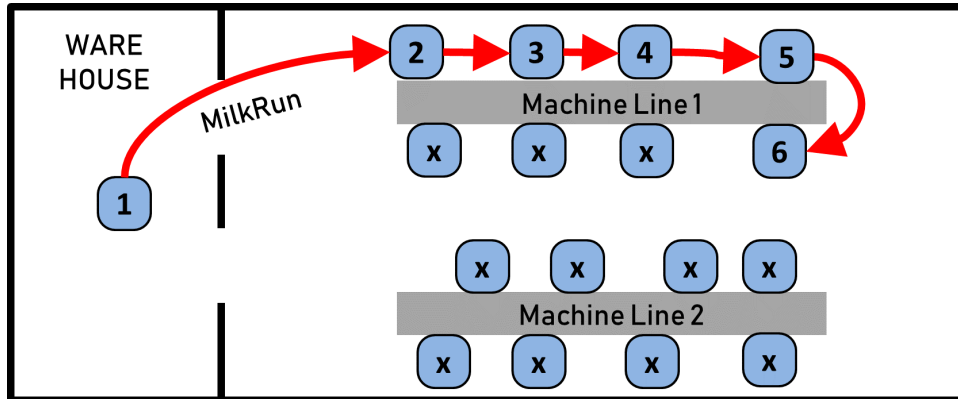 WARE
HOUSE
MilkRun
1
2
3
4
5
Machine Line 1
x
x
x
6
x
x
x
x
Machine Line 2
x
x
x
x